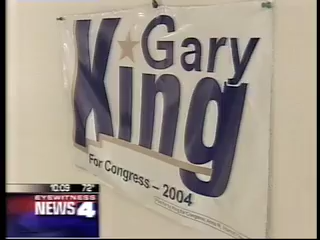 Gary
King
For Congress - 2004
10:09 72°
EYEWITNESS
NEWS 4